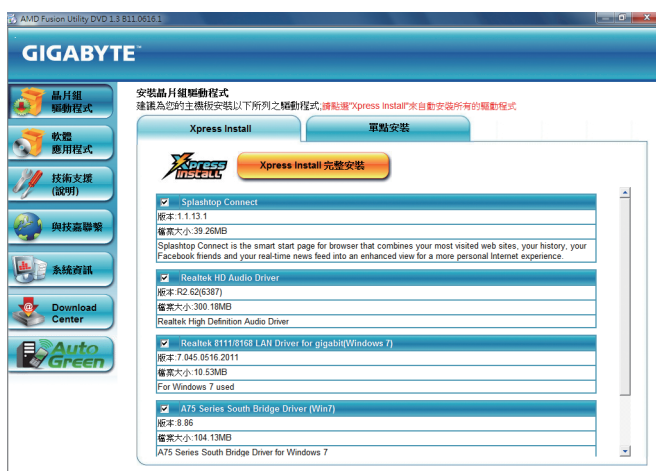 AMD Fusion Utility DVD 1.3 B11.0616.1
GIGABYTE™
晶片組
驅動程式
軟體
應用程式
技術支援
(說明)
與技嘉聯繫
系統資訊
Download
Center
Auto
Green
安裝晶片組驅動程式
建議為您的主機板安裝以下所列之驅動程式;請點選"Xpress Install"來自動安裝所有的驅動程式
Xpress Install
單點安裝
Xpress
Install
Xpress Install 完整安裝
Splashtop Connect
版本:1.1.13.1
檔案大小:39.26MB
Splashtop Connect is the smart start page for browser that combines your most visited web sites, your history, your
Facebook friends and your real-time news feed into an enhanced view for a more personal Internet experience.
Realtek HD Audio Driver
版本:R2.62(6387)
檔案大小:300.18MB
Realtek High Definition Audio Driver
Realtek 8111/8168 LAN Driver for gigabit(Windows 7)
版本:7.045.0516.2011
檔案大小:10.53MB
For Windows 7 used
A75 Series South Bridge Driver (Win7)
版本:8.86
檔案大小:104.13MB
A75 Series South Bridge Driver for Windows 7